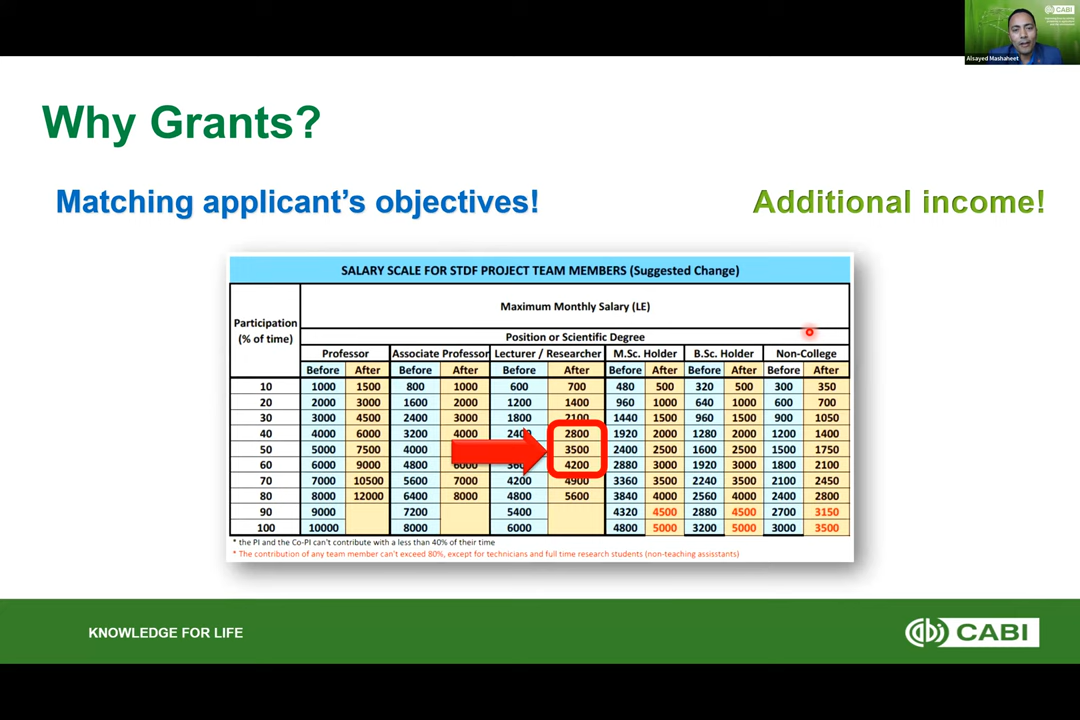 CABI
Alsayed Mashaheet
Why Grants?
Matching applicant's objectives!
Additional income!
SALARY SCALE FOR STDF PROJECT TEAM MEMBERS (Suggested Change)
Participation (% of time)
Maximum Monthly Salary (LE)
Position or Scientific Degree
Professor Associate Professor Lecturer / Researcher M.Sc. Holder B.Sc. Holder Non-College
Before After Before After Before After Before After Before After Before After
10 1000 1500 800 1000 600 700 480 500 320 500 300 350
20 2000 3000 1600 2000 1200 1400 960 1000 640 1000 600 700
30 3000 4500 2400 3000 1800 2100 1440 1500 960 1500 900 1050
40 4000 6000 3200 4000 2800 1920 2000 1280 2000 1200 1400
50 5000 7500 4000 3500 2400 2500 1600 2500 1500 1750
60 6000 9000 4800 6000 4200 2880 3000 1920 3000 1800 2100
70 7000 10500 5600 7000 4200 4900 3360 3500 2240 3500 2100 2450
80 8000 12000 6400 8000 4800 5600 3840 4000 2560 4000 2400 2800
90 9000 7200 5400 4320 4500 2880 4500 2700 3150
100 10000 8000 6000 4800 5000 3200 5000 3000 3500
* the PI and the Co-PI can't contribute with a less than 40% of their time
* The contribution of any team member can't exceed 80%, except for technicians and full time research students (non-teaching assisstants)
KNOWLEDGE FOR LIFE
CABI